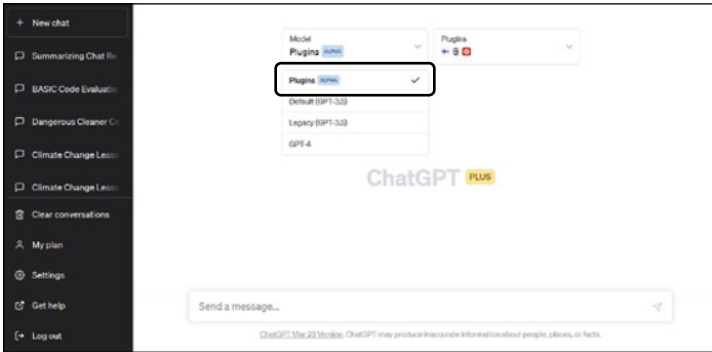 + New chat
Summarizing Chat Re
BASIC Code Evaluatio
Dangerous Cleaner Co
Climate Change Lesso
Climate Change Lesso
Clear conversations
My plan
Settings
Get help
Log out
Model
Plugins ALPHA
Plugins
Plugins ALPHA
Default (GPT-3.5)
Legacy (GPT-3.5)
GPT-4
ChatGPT PLUS
Send a message...
ChatGPT Mar 23 Version. ChatGPT may produce inaccurate information about people, places, or facts.